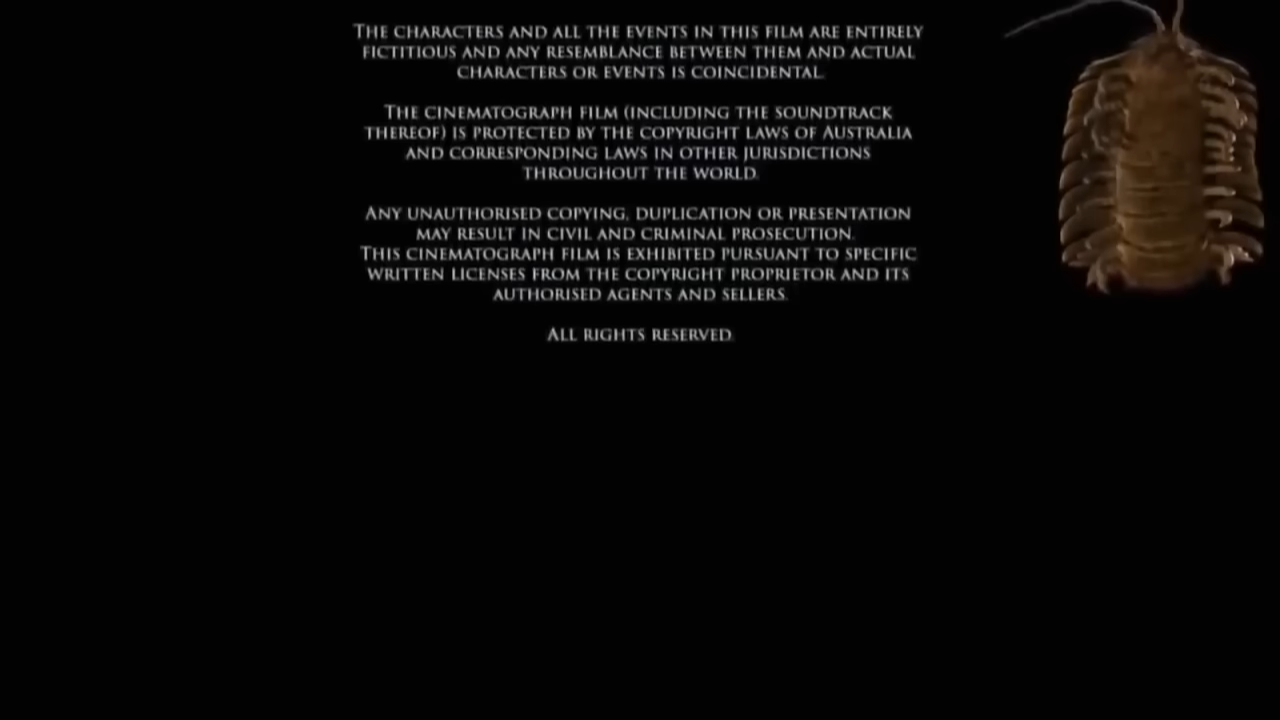 THE CHARACTERS AND ALL THE EVENTS IN THIS FILM ARE ENTIRELY
FICTITIOUS AND ANY RESEMBLANCE BETWEEN THEM AND ACTUAL
CHARACTERS OR EVENTS IS COINCIDENTAL.
THE CINEMATOGRAPH FILM (INCLUDING THE SOUNDTRACK
THEREOF) IS PROTECTED BY THE COPYRIGHT LAWS OF AUSTRALIA
AND CORRESPONDING LAWS IN OTHER JURISDICTIONS
THROUGHOUT THE WORLD.
ANY UNAUTHORISED COPYING, DUPLICATION OR PRESENTATION
MAY RESULT IN CIVIL AND CRIMINAL PROSECUTION.
THIS CINEMATOGRAPH FILM IS EXHIBITED PURSUANT TO SPECIFIC
WRITTEN LICENSES FROM THE COPYRIGHT PROPRIETOR AND ITS
AUTHORISED AGENTS AND SELLERS.
ALL RIGHTS RESERVED.